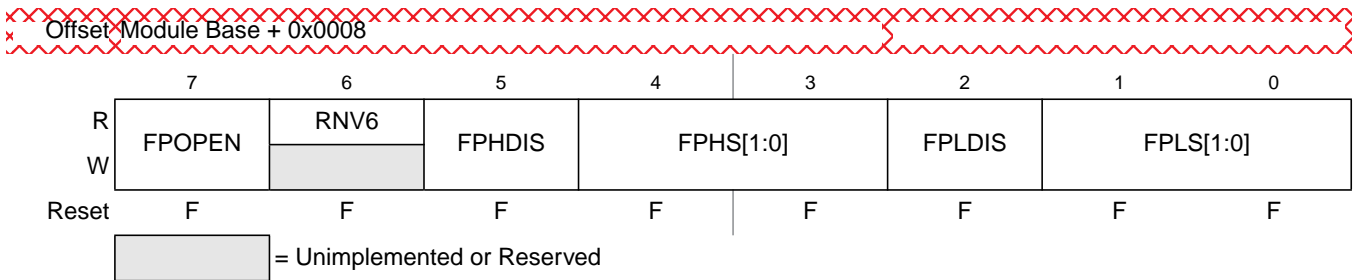 Offset Module Base + 0x0008
7 6 5 4 3 2 1 0
R FPOPEN RNV6 FPHDIS FPHS[1:0] FPLDIS FPLS[1:0]
W
Reset F F F F F F F F
= Unimplemented or Reserved